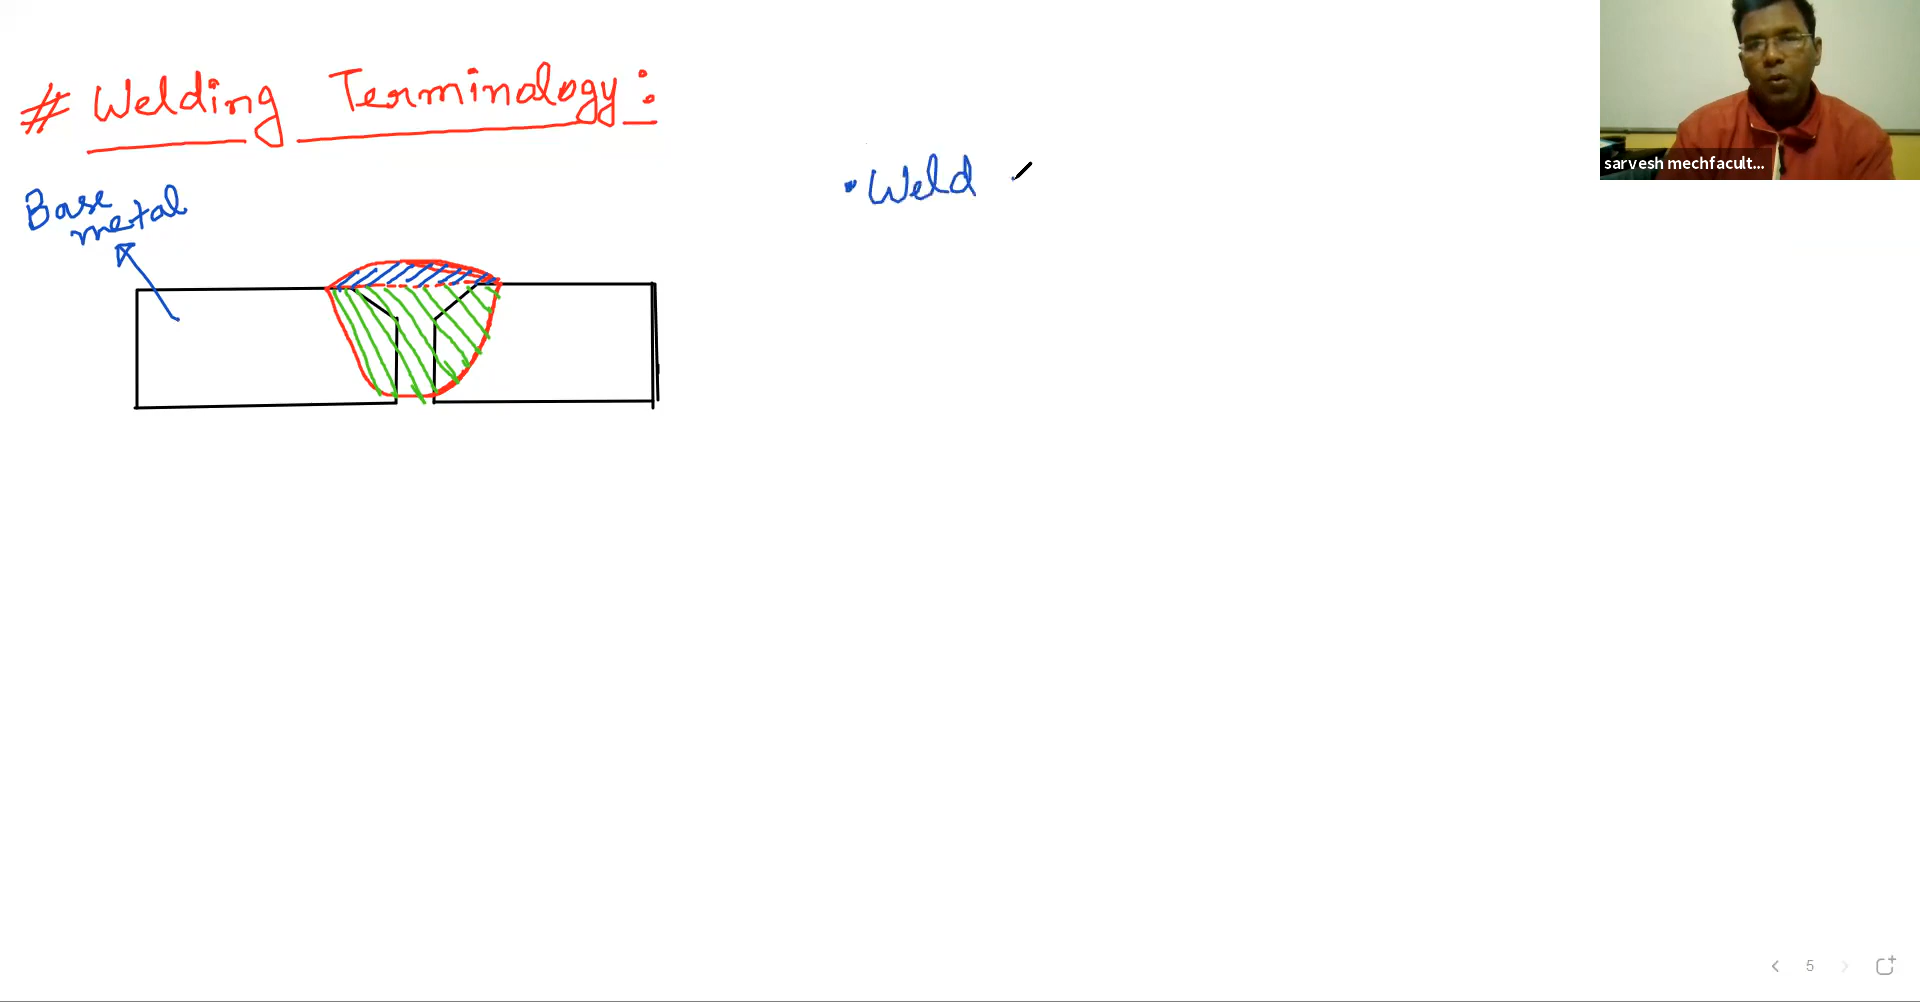 # Welding Terminology:
Base
metal
• Weld
sarvesh mechfacult...
5